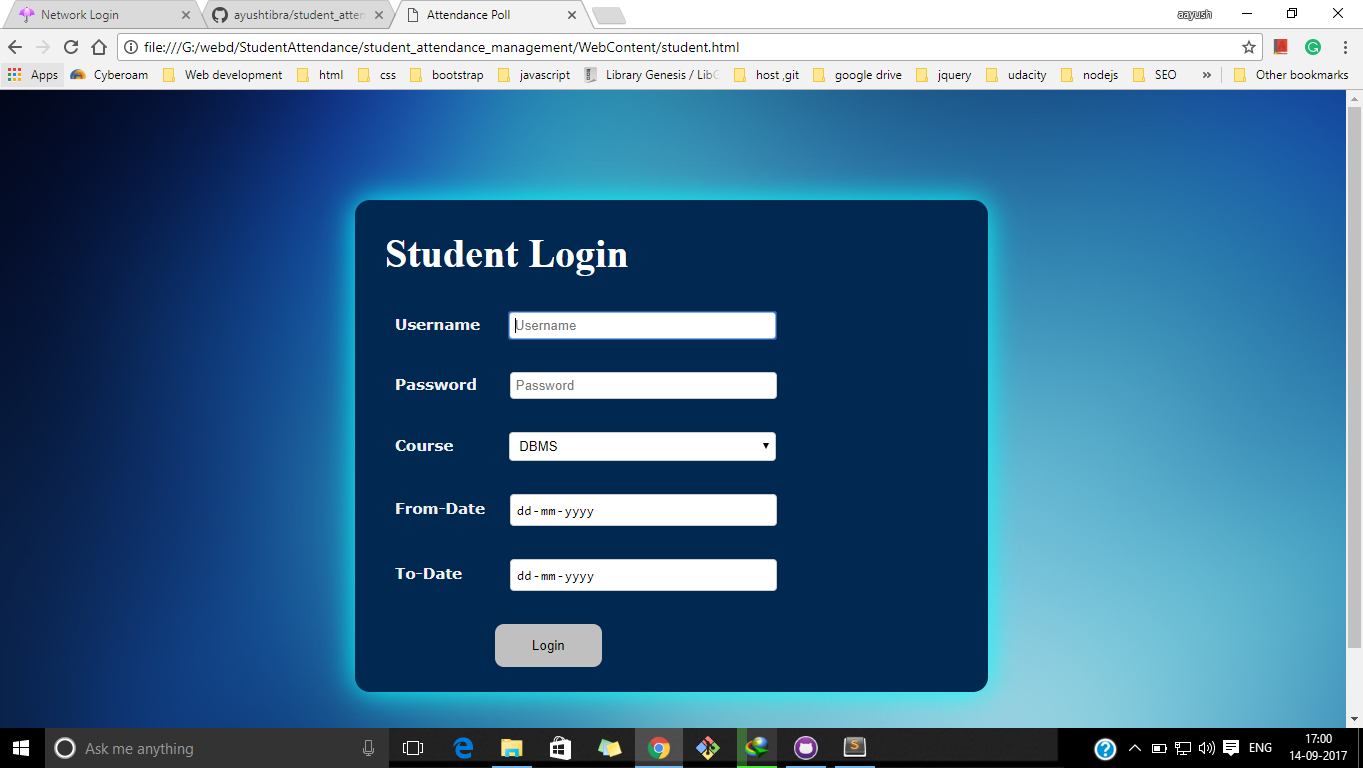 Network Login
ayushtibra/student_atten
Attendance Poll
aayush
file:///G:/webd/StudentAttendance/student_attendance_management/WebContent/student.html
Apps Cyberoam Web development html css bootstrap javascript Library Genesis / LibG host ,git google drive jquery udacity nodejs SEO » Other bookmarks
Student Login
Username Username
Password Password
Course DBMS
From-Date dd-mm-yyyy
To-Date dd-mm-yyyy
Login
Ask me anything
ENG
17:00
14-09-2017